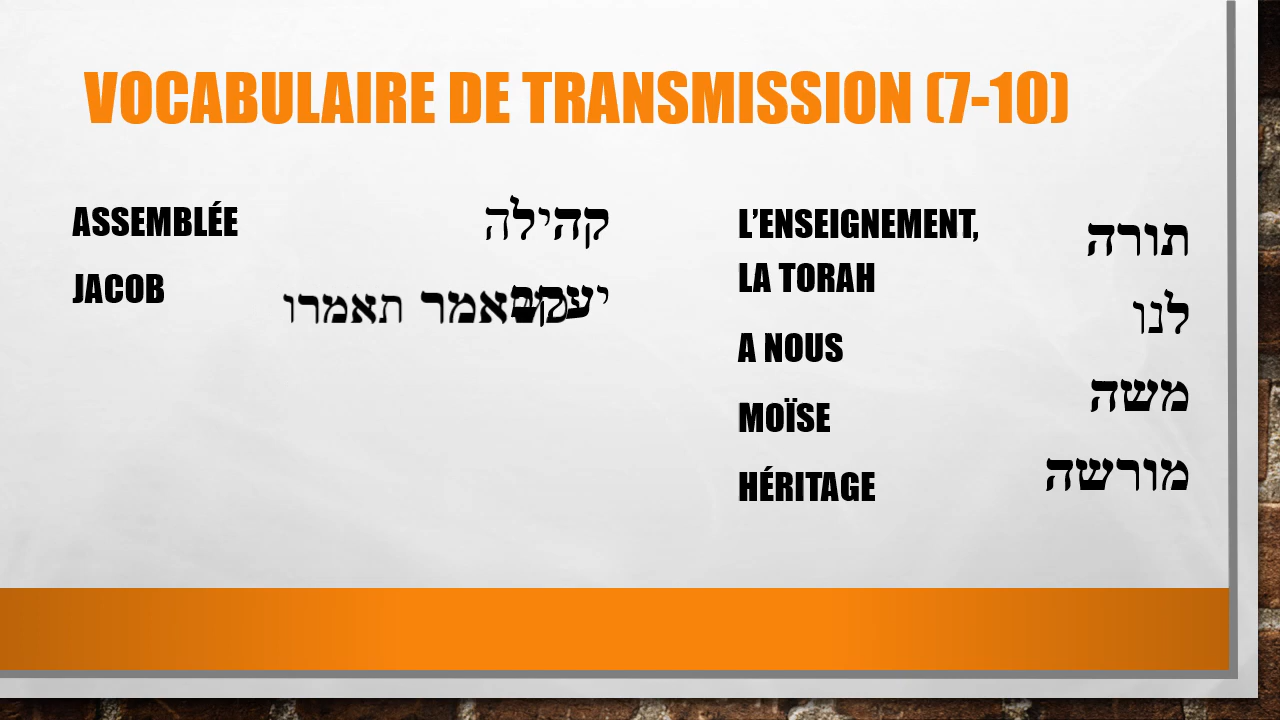 VOCABULAIRE DE TRANSMISSION (7-10)
ASSEMBLÉE קהילה
JACOB יעקב תאמרו
L’ENSEIGNEMENT, תורה
LA TORAH
A NOUS לנו
MOÏSE משה
HÉRITAGE מורשה